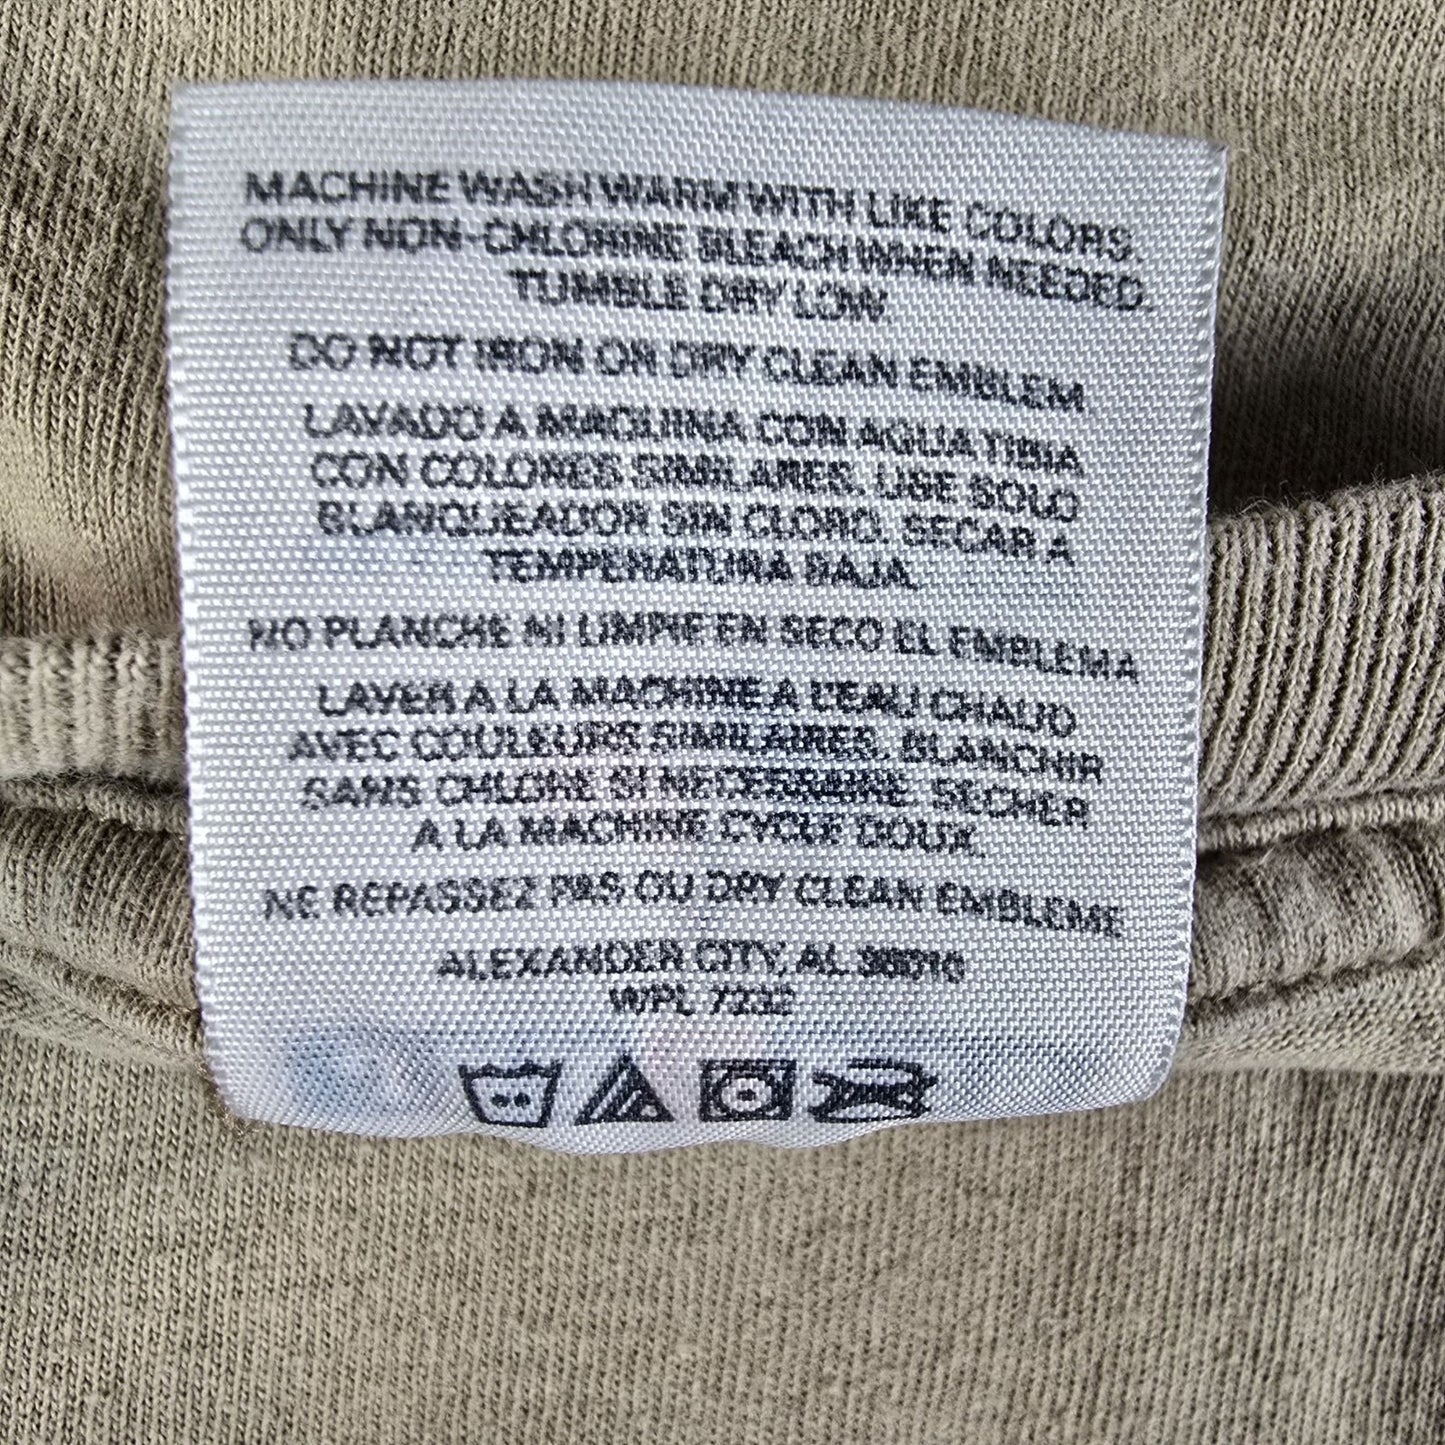 MACHINE WASH WARM WITH LIKE COLORS.
ONLY NON-CHLORINE BLEACH WHEN NEEDED.
TUMBLE DRY LOW.
DO NOT IRON OR DRY CLEAN EMBLEM
LAVADO A MAQUINA CON AGUA TIBIA
CON COLORES SIMILARES. USE SOLO
BLANQUEADOR SIN CLORO. SECAR A
TEMPERATURA BAJA.
NO PLANCHE NI LIMPIE EN SECO EL EMBLEMA
LAVER A LA MACHINE A L'EAU CHAUD
AVEC COULEURS SIMILAIRES. BLANCHIR
SANS CHLORE SI NECERRAIRE. SECHER
A LA MACHINE CYCLE DOUX.
NE REPASSEZ PAS OU DRY CLEAN EMBLEME
ALEXANDER CITY, AL 35010
WPL 7232